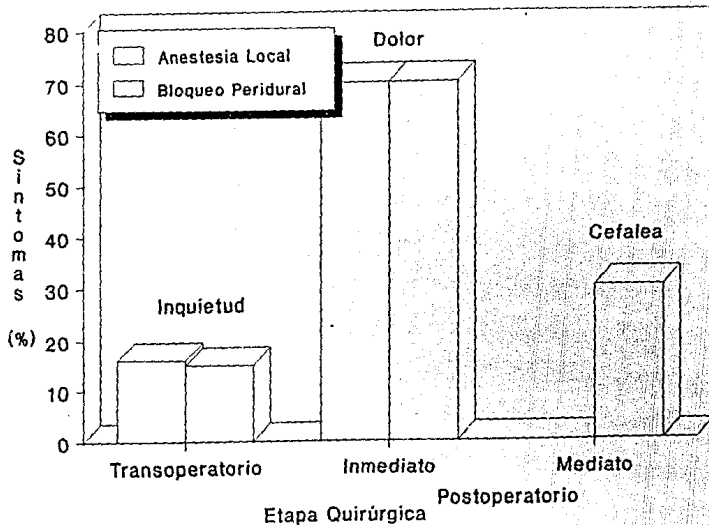 80
70
60
50
40
30
20
10
0
Síntomas
(%)
Anestesia Local
Bloqueo Peridural
Dolor
Cefalea
Inquietud
Transoperatorio
Inmediato
Mediato
Postoperatorio
Etapa Quirúrgica